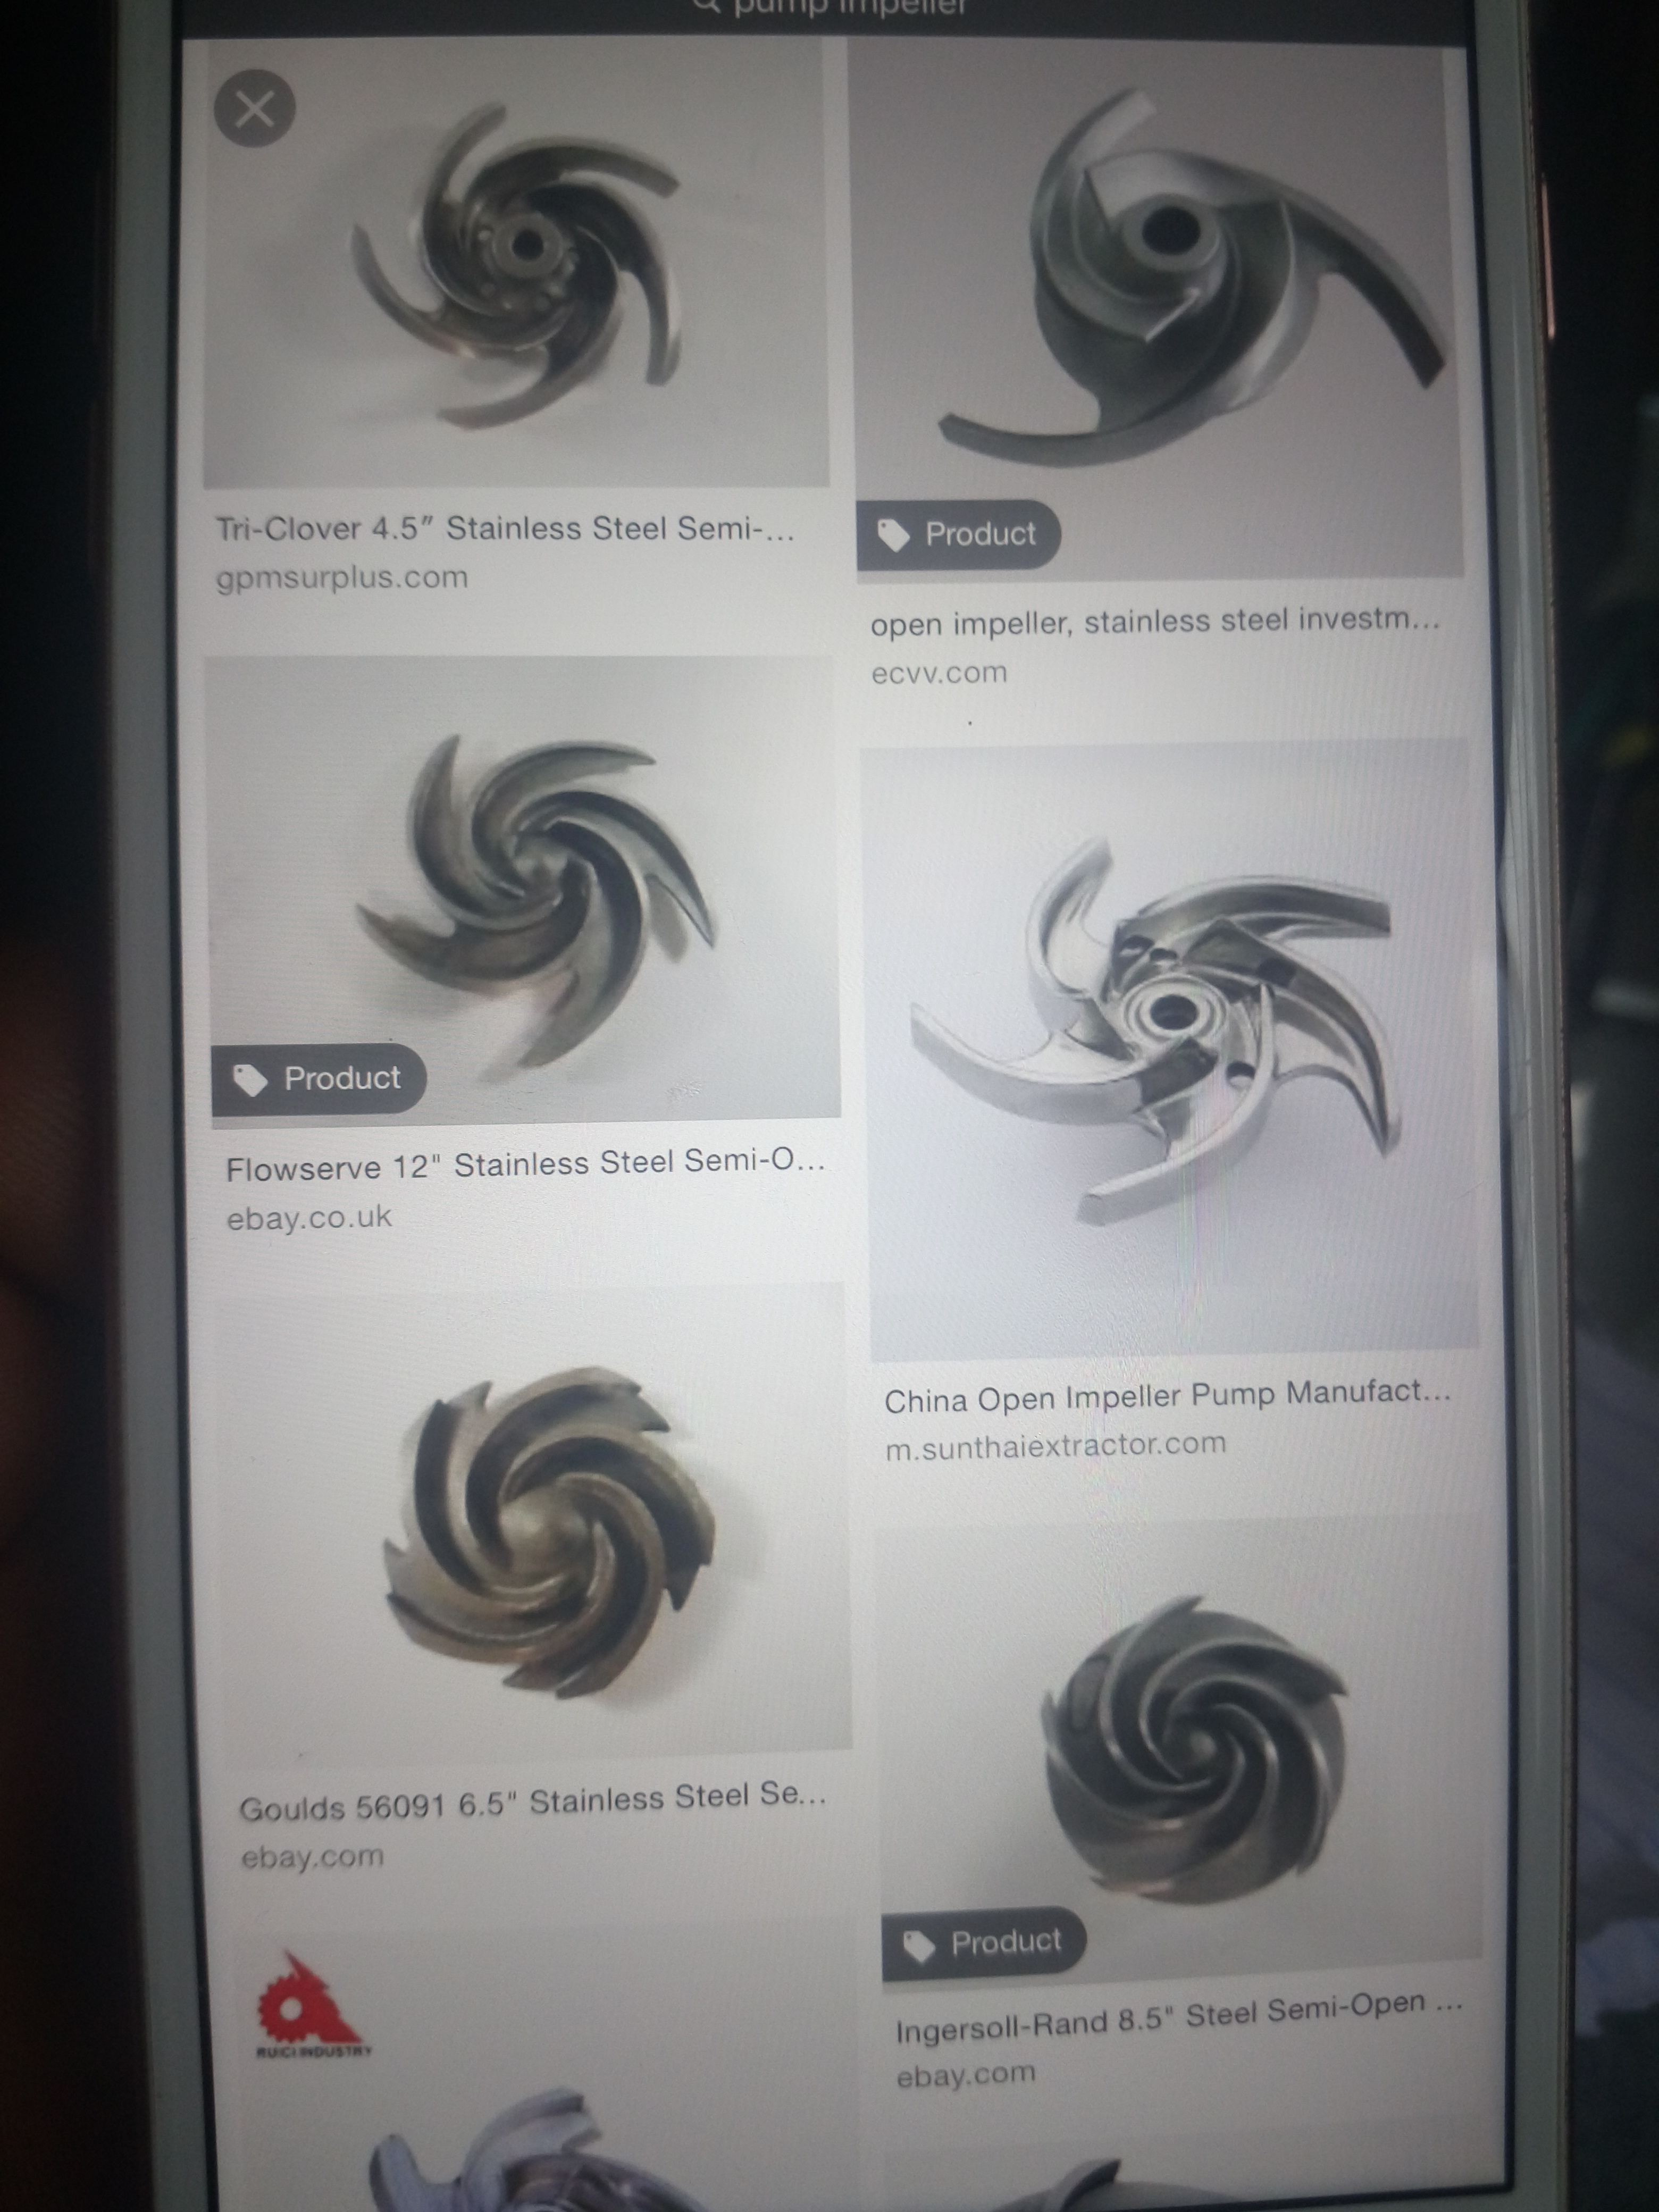 pump impeller
Tri-Clover 4.5" Stainless Steel Semi-...
gpmsurplus.com
Product
open impeller, stainless steel investm...
ecvv.com
Product
Flowserve 12" Stainless Steel Semi-O...
ebay.co.uk
China Open Impeller Pump Manufact...
m.sunthaiextractor.com
Goulds 56091 6.5" Stainless Steel Se...
ebay.com
Product
Ingersoll-Rand 8.5" Steel Semi-Open ...
ebay.com
RUICI INDUSTRY